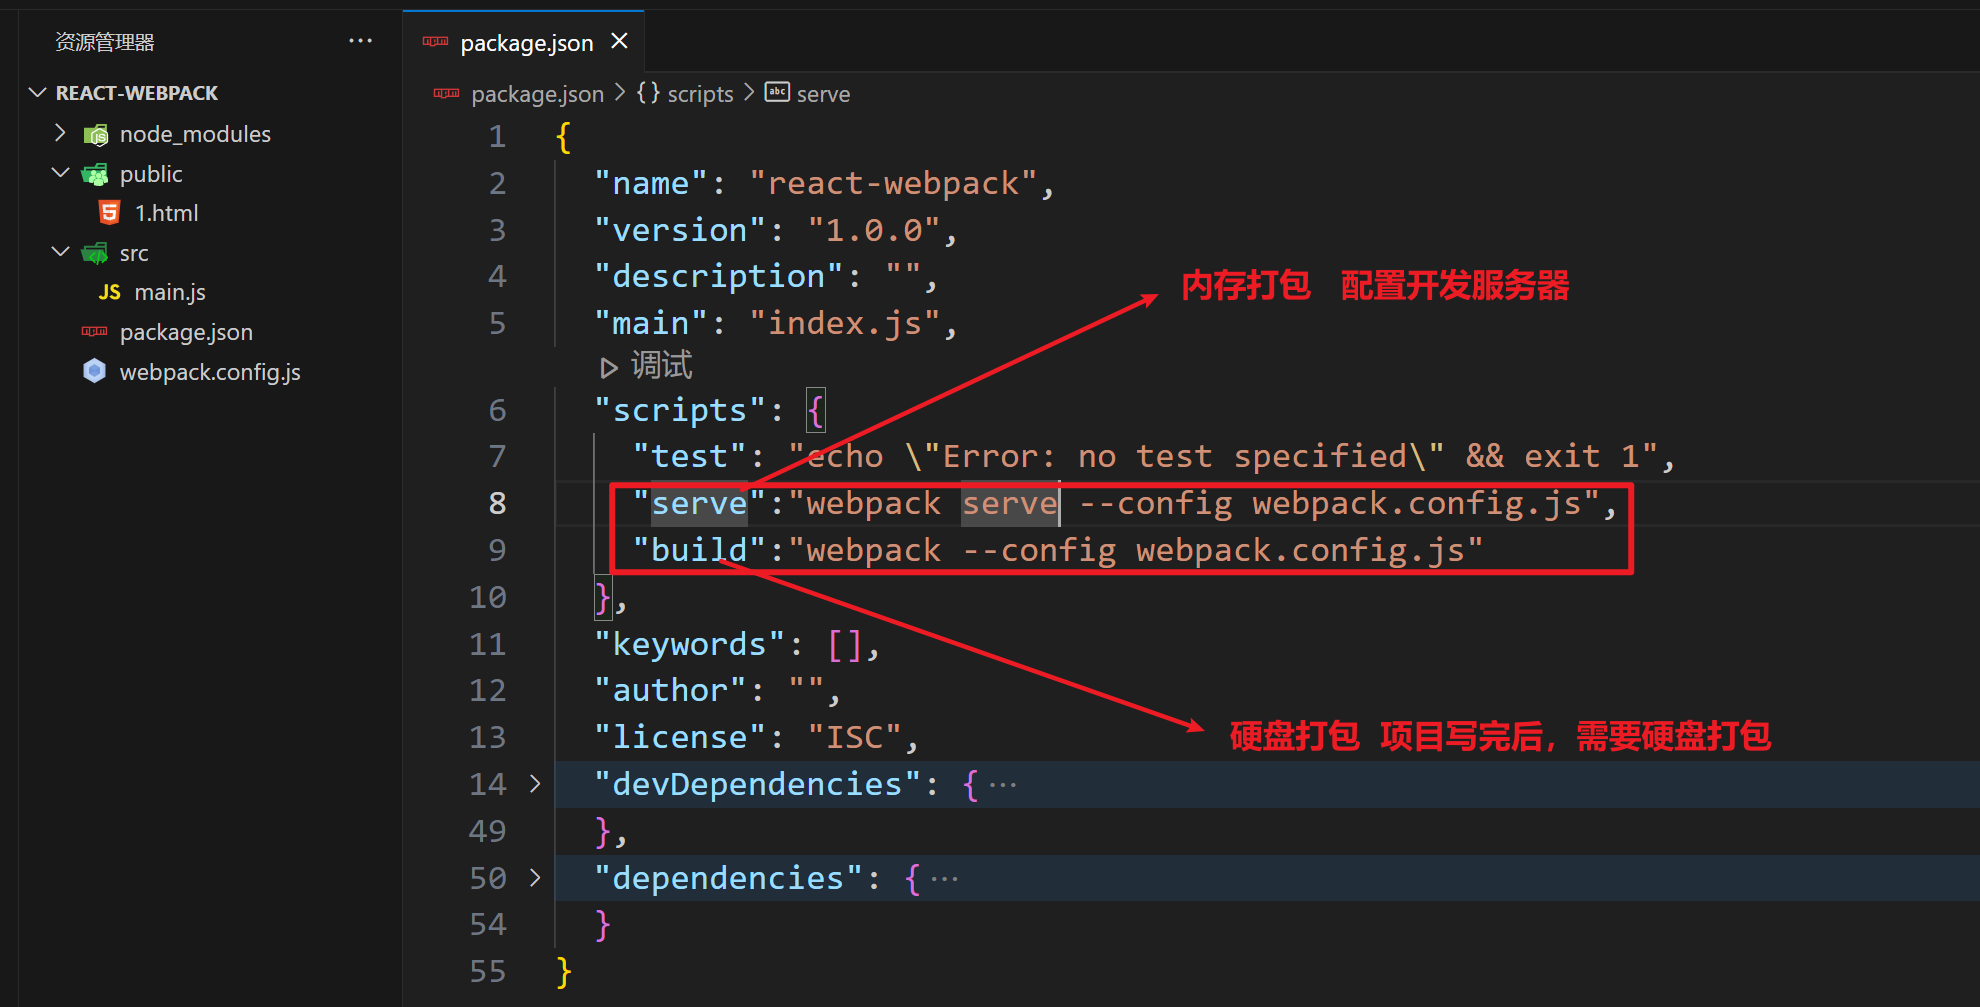 资源管理器 ···
package.json ×
REACT-WEBPACK
node_modules
public
1.html
src
JS main.js
package.json
webpack.config.js
package.json > {} scripts > abc serve
1 {
2 "name": "react-webpack",
3 "version": "1.0.0",
4 "description": "",
5 "main": "index.js",
调试
6 "scripts": {
7 "test": "echo \"Error: no test specified\" && exit 1",
8 "serve":"webpack serve --config webpack.config.js",
9 "build":"webpack --config webpack.config.js"
10 },
11 "keywords": [],
12 "author": "",
13 "license": "ISC",
14 "devDependencies": { ···
49 },
50 "dependencies": { ···
54 }
55 }
内存打包 配置开发服务器
硬盘打包 项目写完后，需要硬盘打包